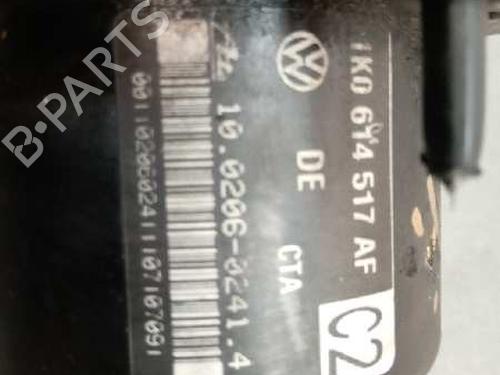 1K0 614 517 AF
DE CTA
C2
10.0206-0241.4
B-PARTS